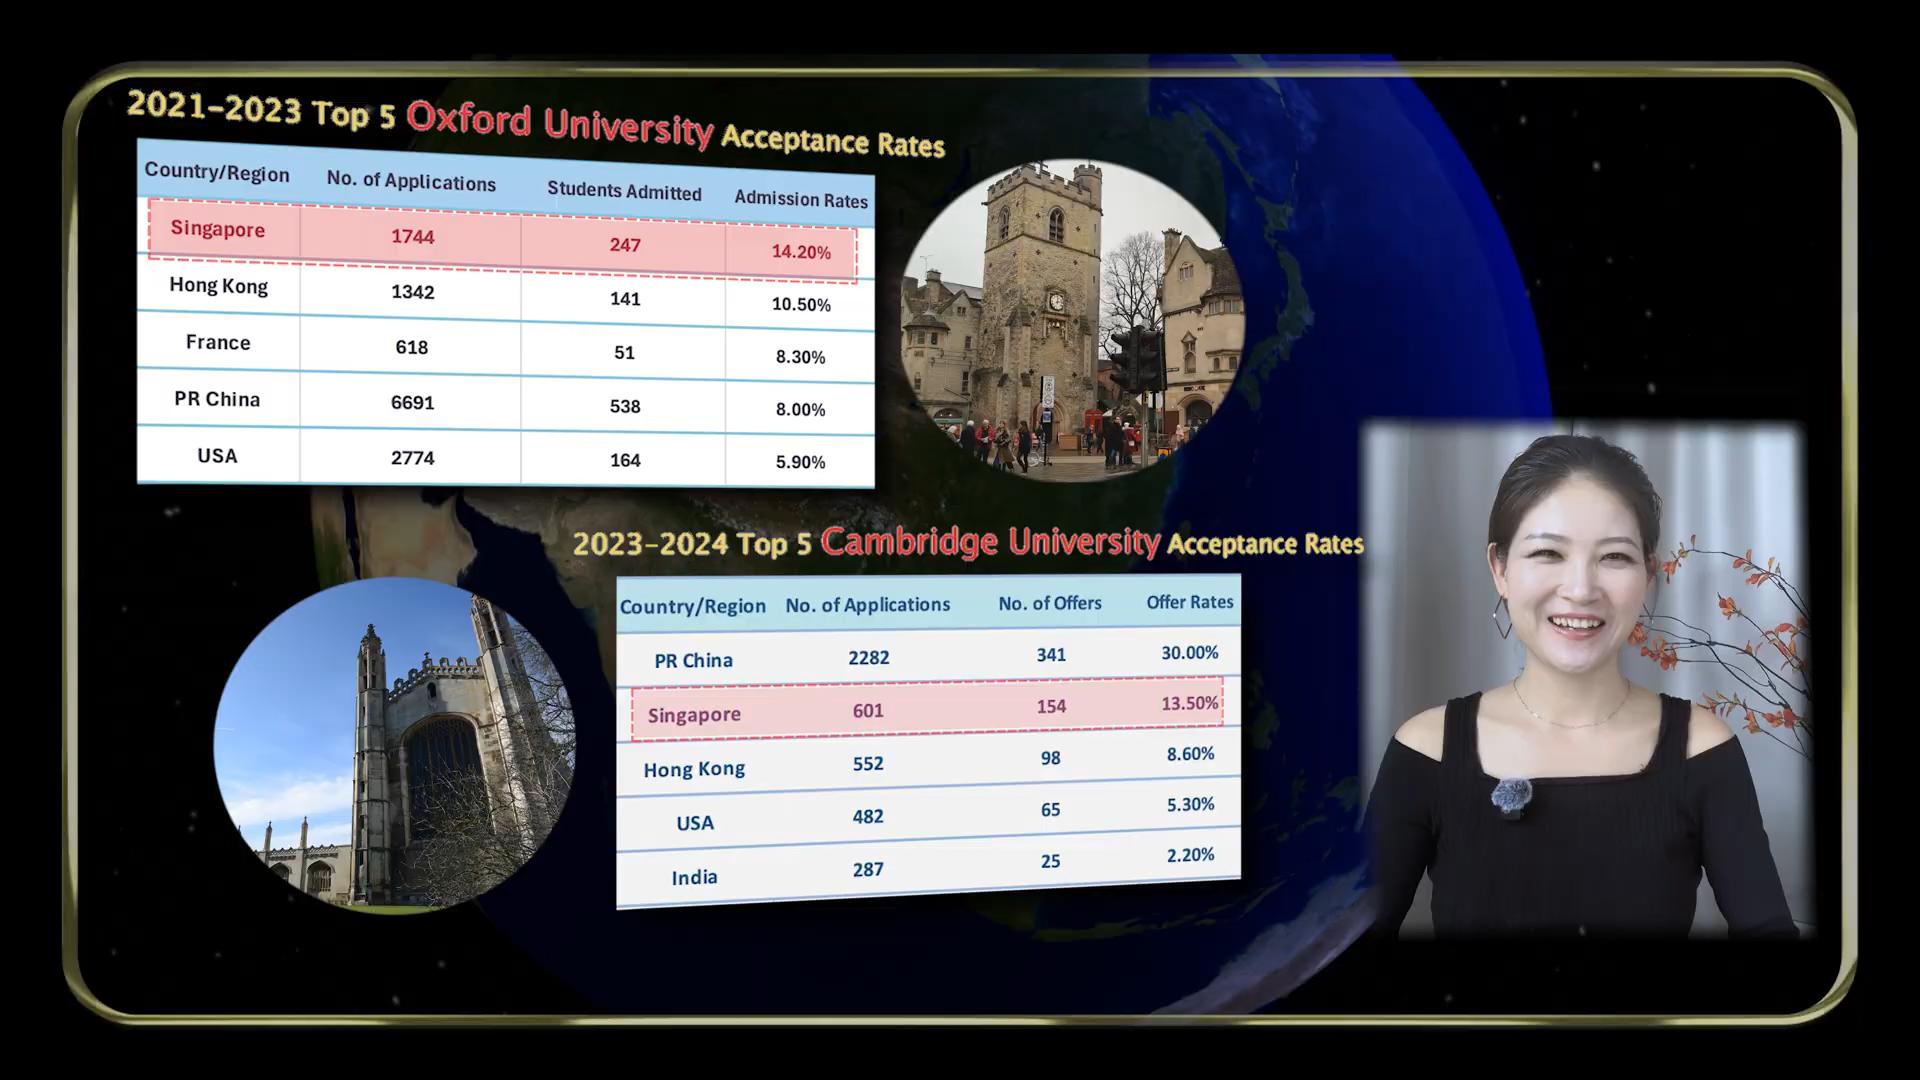 2021-2023 Top 5 Oxford University Acceptance Rates
Country/Region No. of Applications Students Admitted Admission Rates
Singapore 1744 247 14.20%
Hong Kong 1342 141 10.50%
France 618 51 8.30%
PR China 6691 538 8.00%
USA 2774 164 5.90%
2023-2024 Top 5 Cambridge University Acceptance Rates
Country/Region No. of Applications No. of Offers Offer Rates
PR China 2282 341 30.00%
Singapore 601 154 13.50%
Hong Kong 552 98 8.60%
USA 482 65 5.30%
India 287 25 2.20%